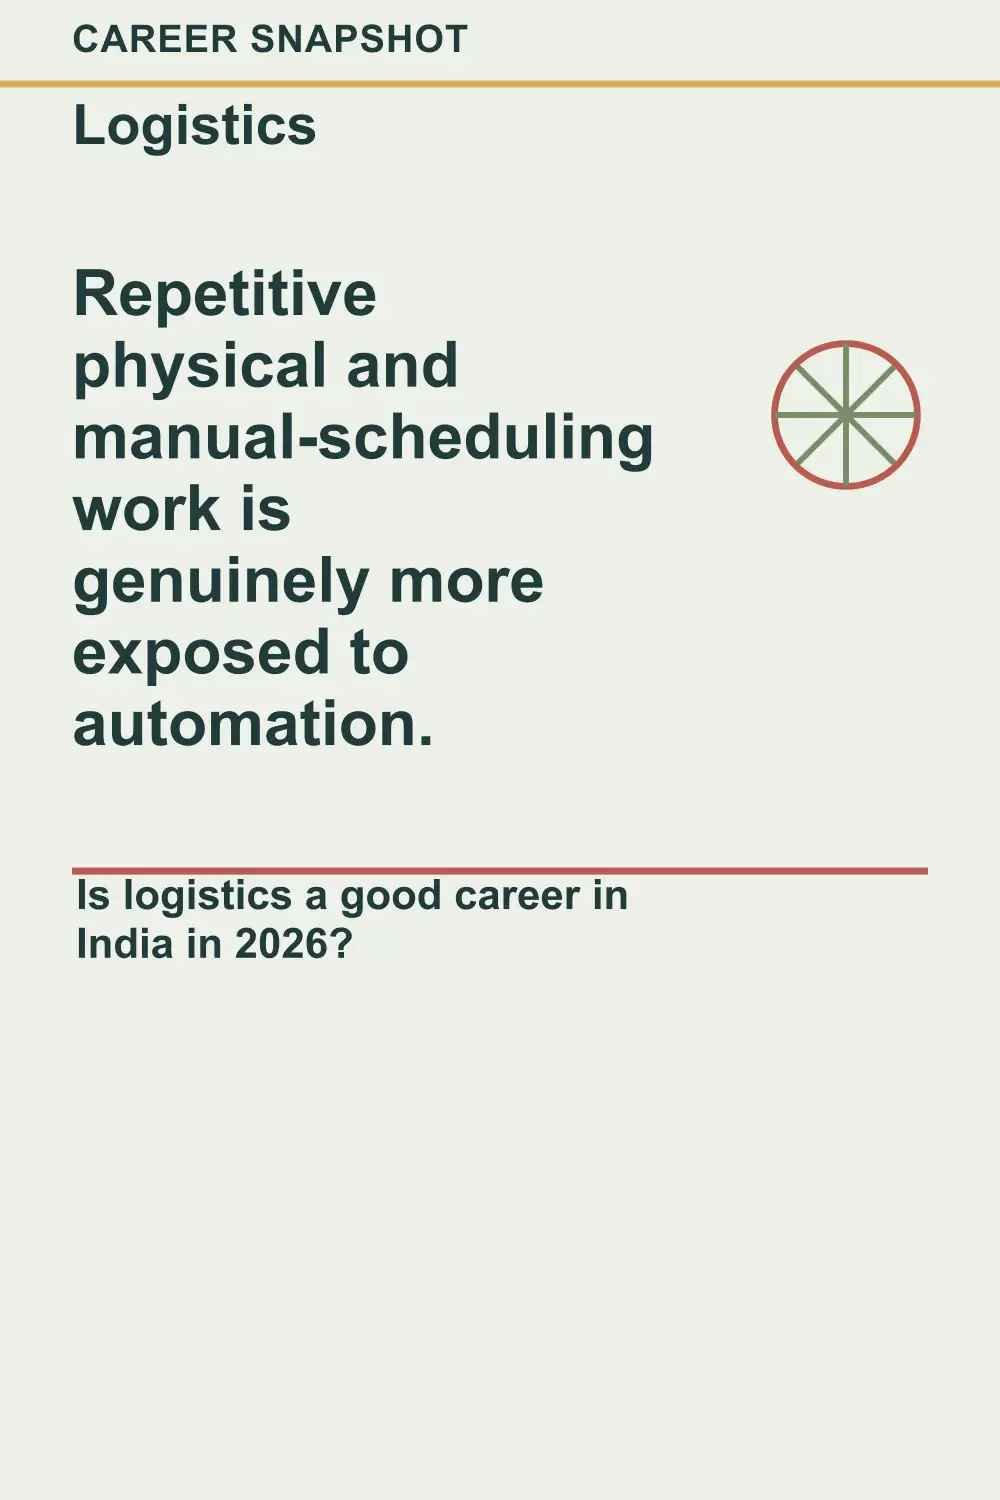 CAREER SNAPSHOT
Logistics
Repetitive
physical and
manual-scheduling
work is
genuinely more
exposed to
automation.
Is logistics a good career in
India in 2026?